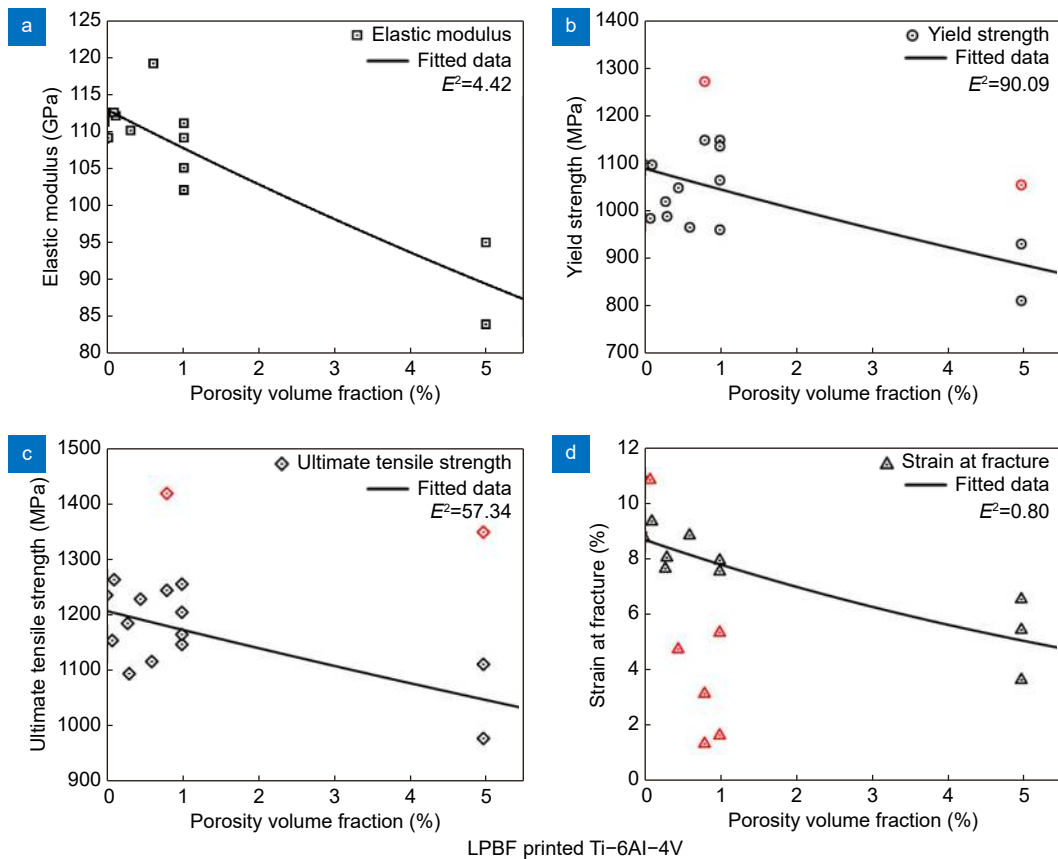 a
125
120
115
110
105
100
95
90
85
80
Elastic modulus (GPa)
Elastic modulus
Fitted data
E²=4.42
0 1 2 3 4 5
Porosity volume fraction (%)
b
1400
1300
1200
1100
1000
900
800
700
Yield strength (MPa)
Yield strength
Fitted data
E²=90.09
0 1 2 3 4 5
Porosity volume fraction (%)
c
1500
1400
1300
1200
1100
1000
900
Ultimate tensile strength (MPa)
Ultimate tensile strength
Fitted data
E²=57.34
0 1 2 3 4 5
Porosity volume fraction (%)
d
12
10
8
6
4
2
0
Strain at fracture (%)
Strain at fracture
Fitted data
E²=0.80
0 1 2 3 4 5
Porosity volume fraction (%)
LPBF printed Ti−6Al−4V